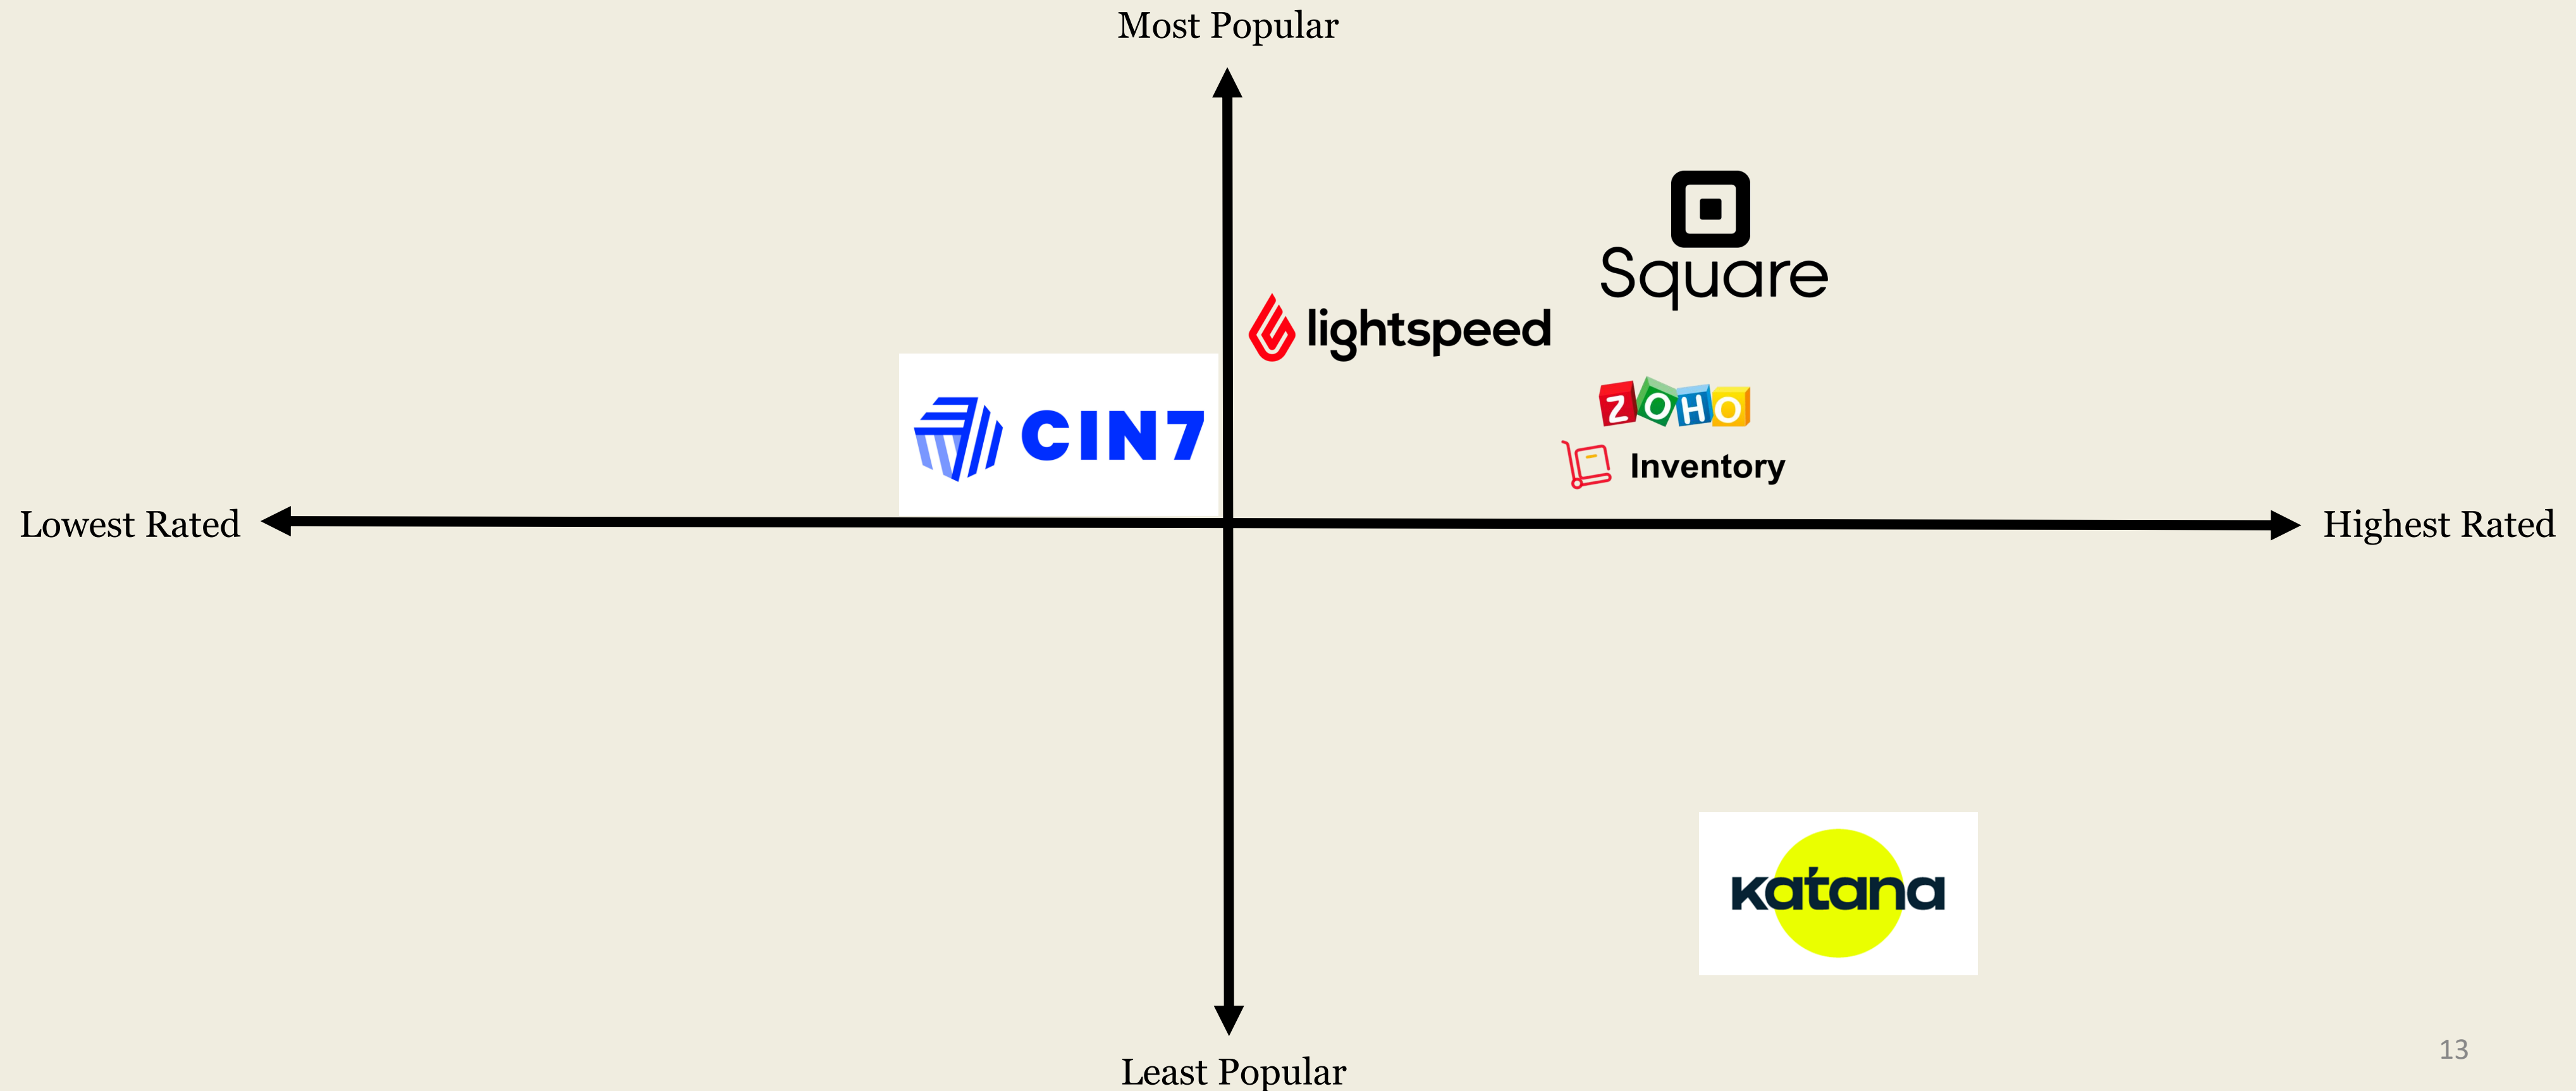 Most Popular
Square
lightspeed
CIN7
ZOHO
Inventory
Lowest Rated
Highest Rated
katana
13
Least Popular